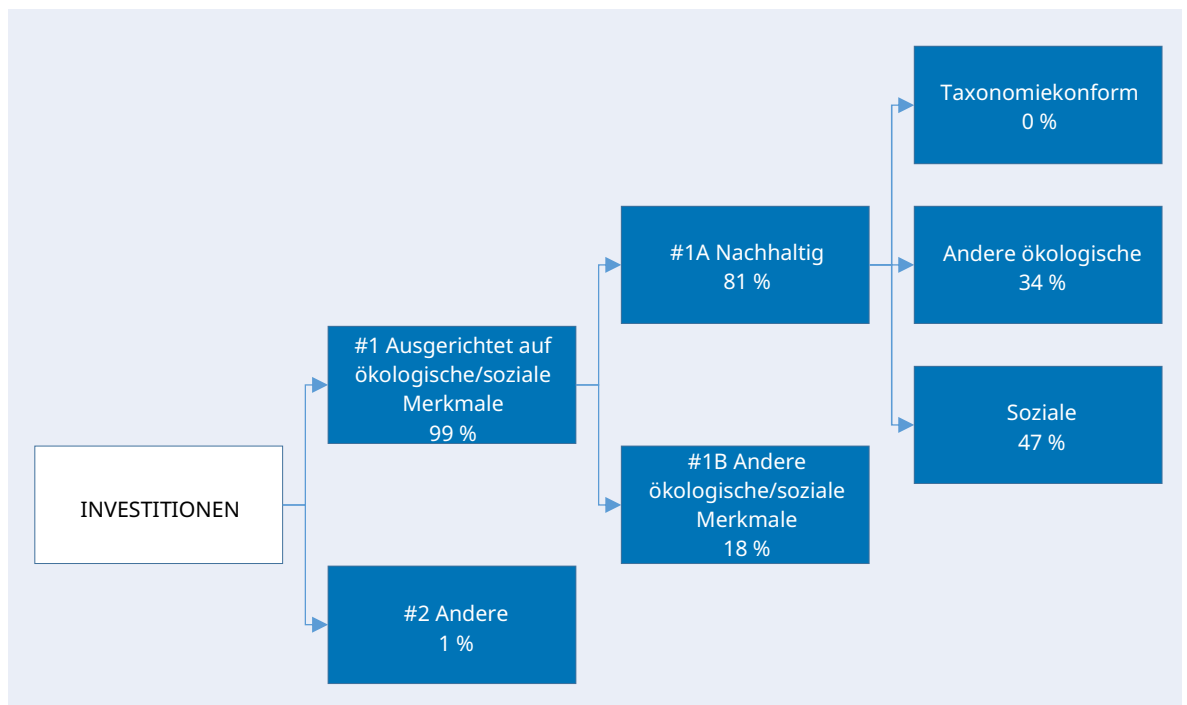 INVESTITIONEN
#1 Ausgerichtet auf
ökologische/soziale
Merkmale
99 %
#2 Andere
1 %
#1A Nachhaltig
81 %
#1B Andere
ökologische/soziale
Merkmale
18 %
Taxonomiekonform
0 %
Andere ökologische
34 %
Soziale
47 %